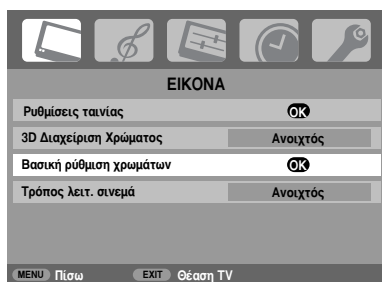 ΕΙΚΟΝΑ
Ρυθμίσεις ταινίας OK
3D Διαχείριση Χρώματος Ανοιχτός
Βασική ρύθμιση χρωμάτων OK
Τρόπος λειτ. σινεμά Ανοιχτός
MENU Πίσω EXIT Θέαση TV